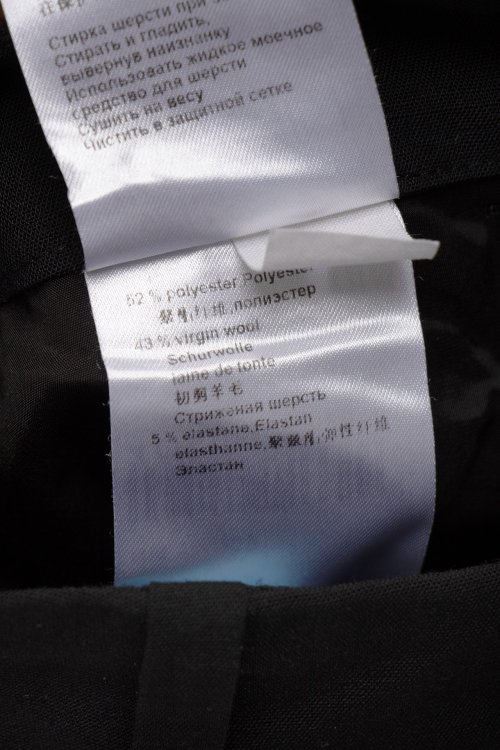 Стирка шерсти при
Стирать и гладить,
вывернув наизнанку
Использовать жидкое моечное
средство для шерсти
Сушить на весу
Чистить в защитной сетке
52 % polyester Polyester
聚酯纤维,полиэстер
43 % virgin wool
Schurwolle
laine de tonte
初剪羊毛
Стриженая шерсть
5 % elastane,Elastan
elasthanne,聚氨酯弹性纤维
Эластан